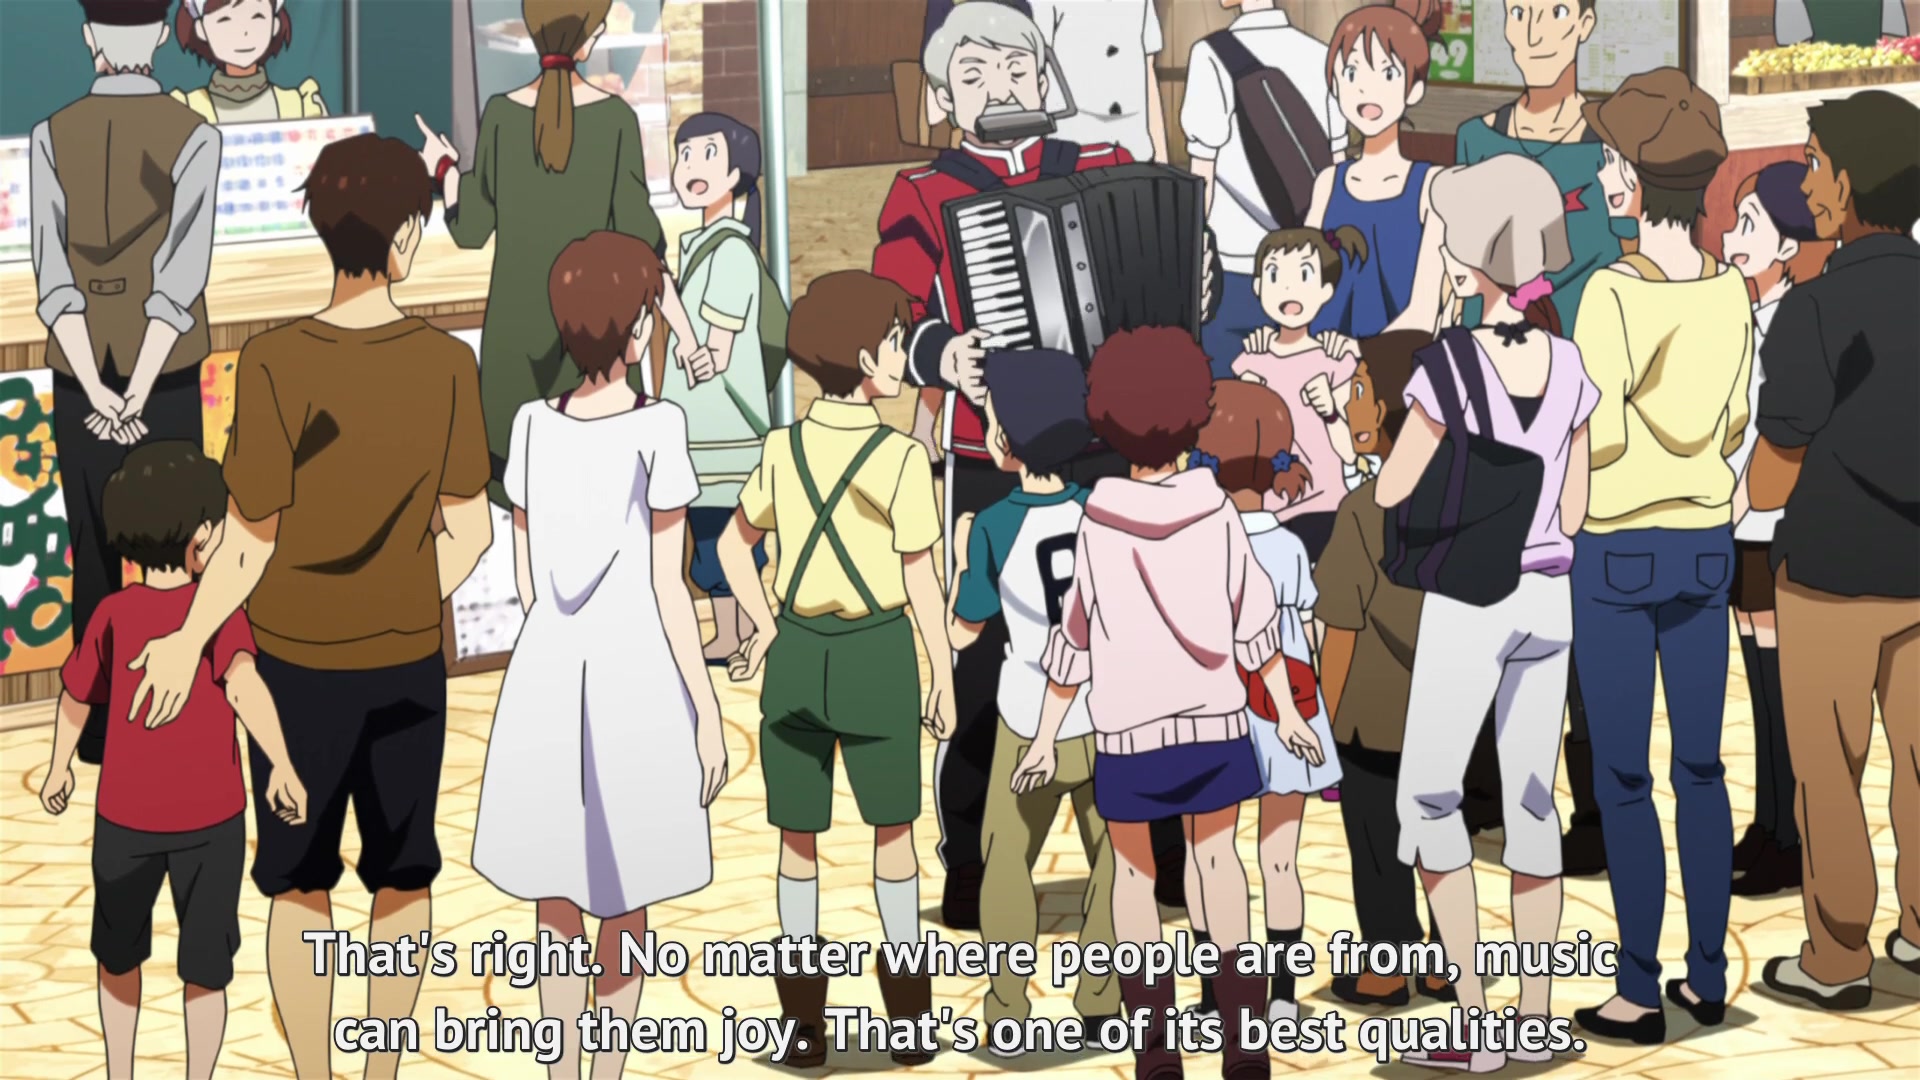 49
That's right. No matter where people are from, music
can bring them joy. That's one of its best qualities.